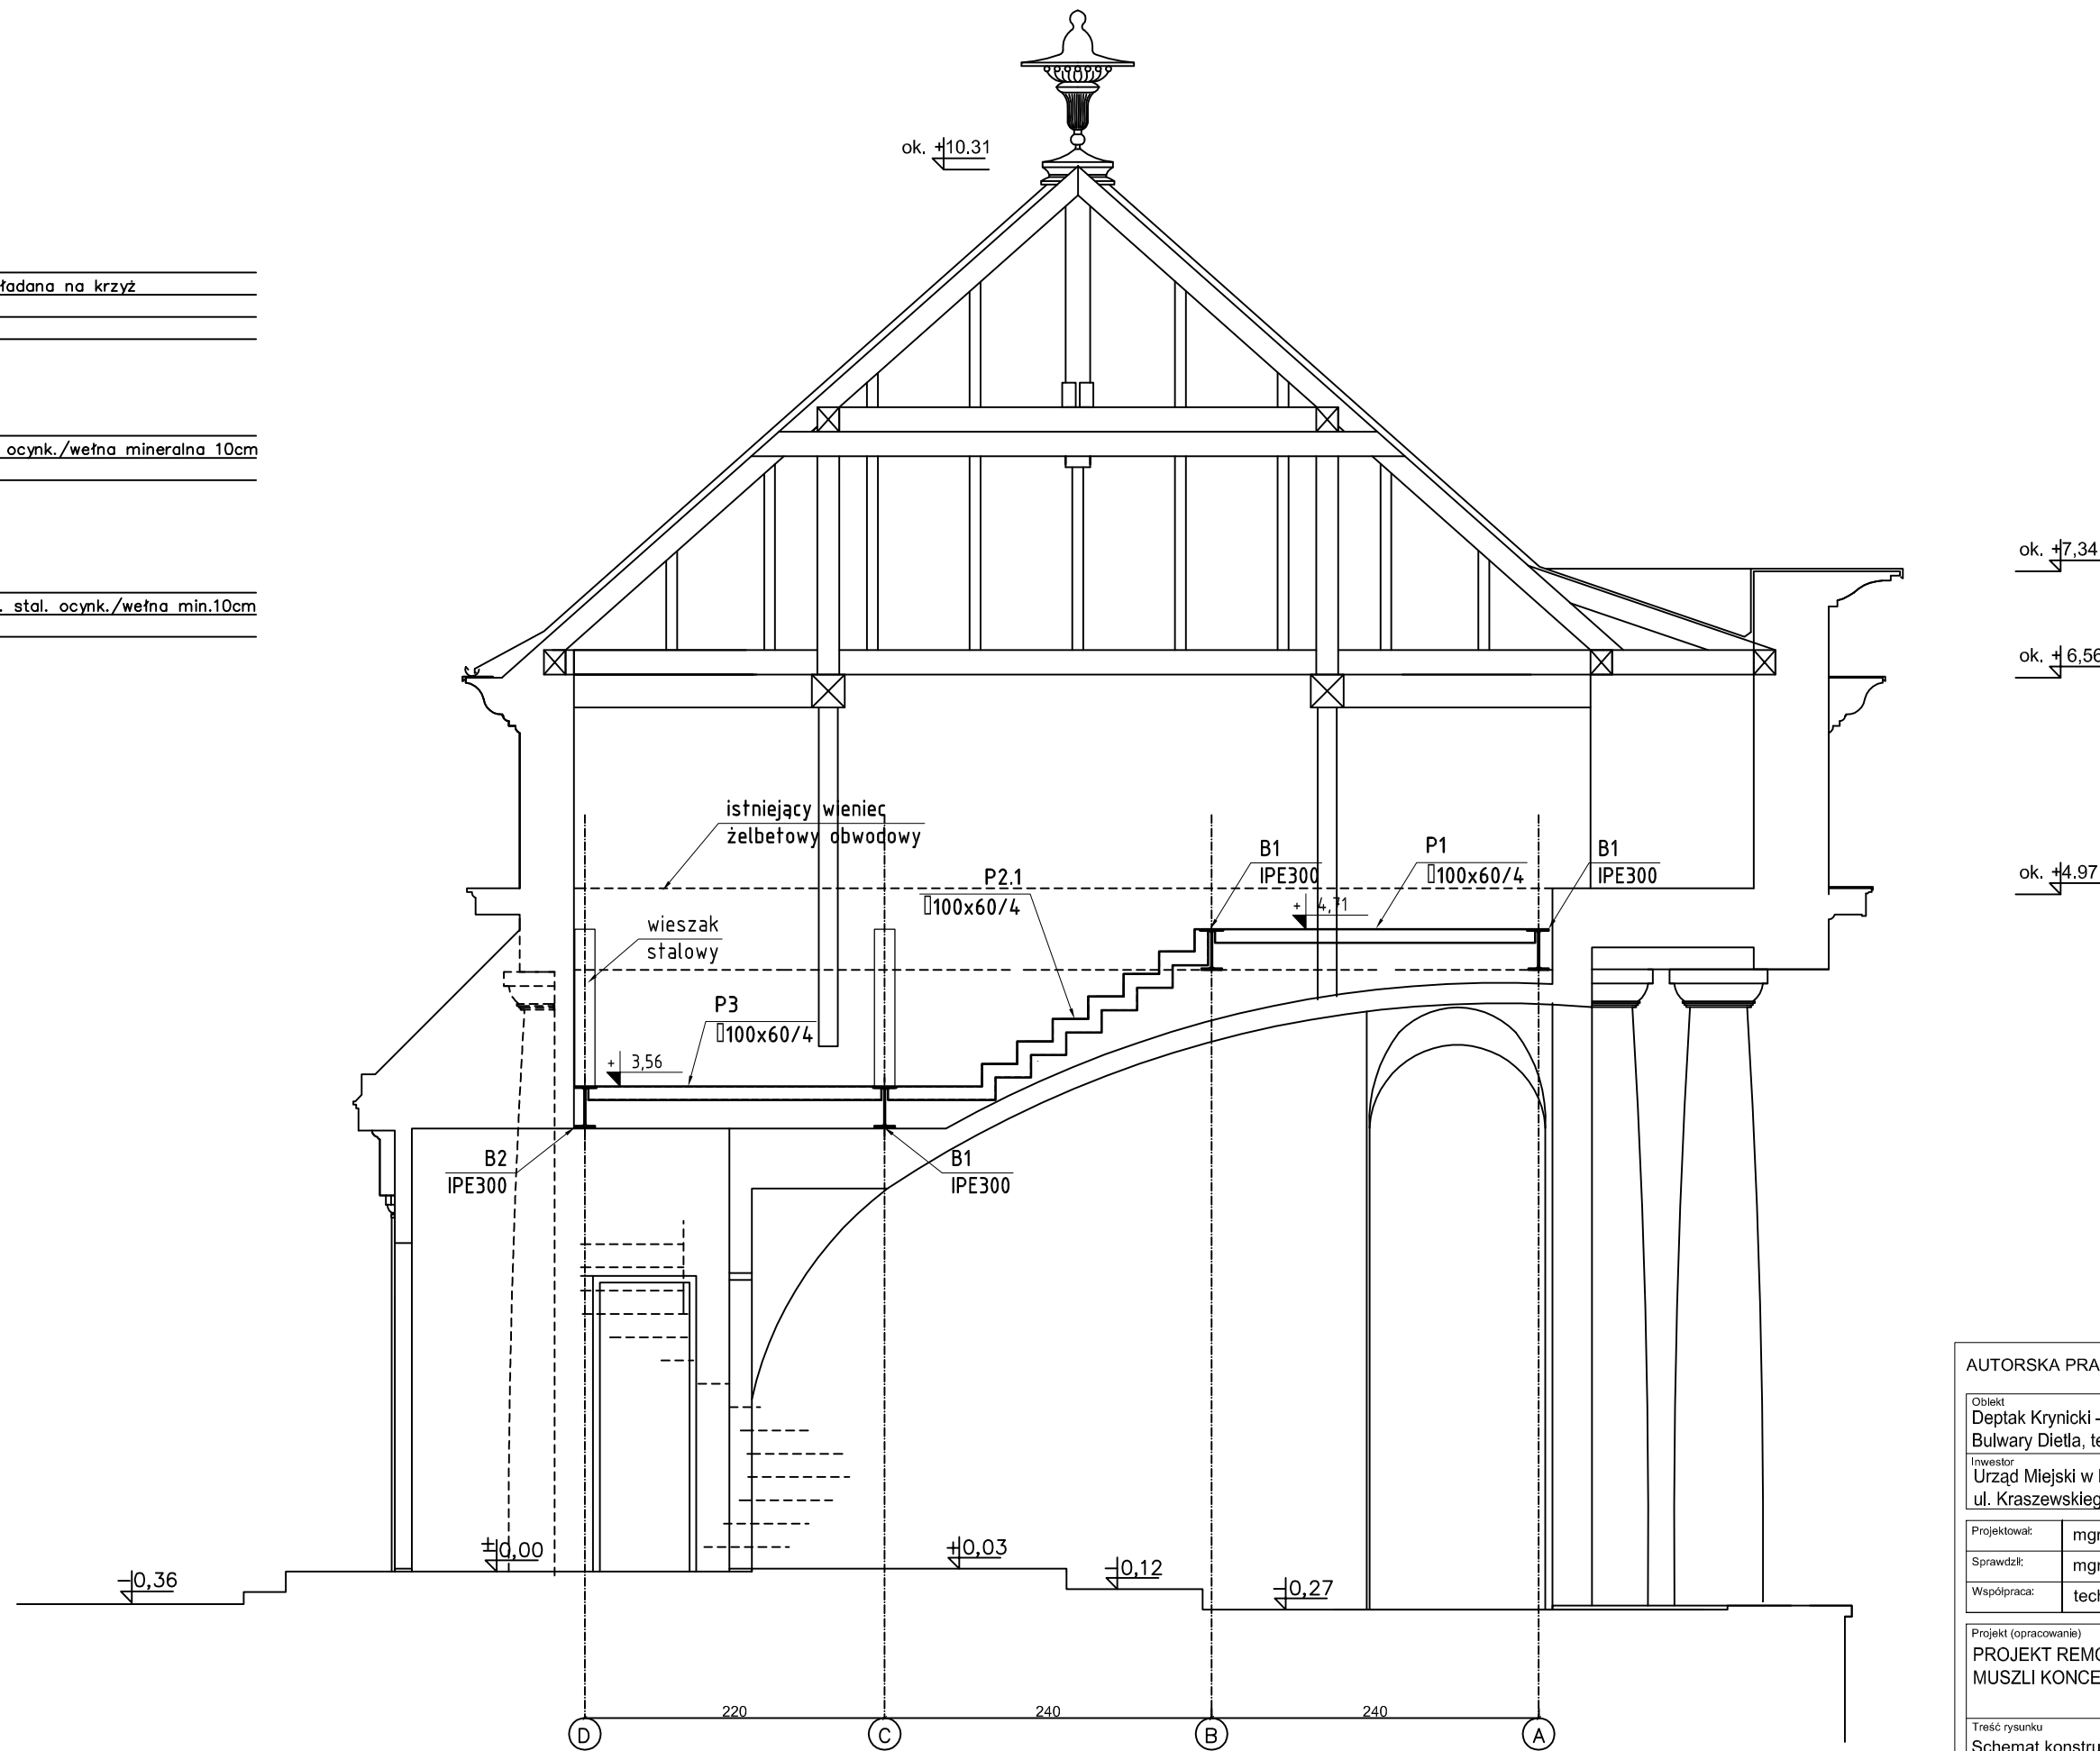 ok. +10.31
ładana na krzyż
ocynk./wełna mineralna 10cm
. stal. ocynk./wełna min.10cm
ok. +7,34
ok. + 6,56
ok. +4.97
istniejący wieniec
żelbetowy obwodowy
B1
IPE300
P1
▯100x60/4
B1
IPE300
P2.1
▯100x60/4
+ 4,71
wieszak
stalowy
P3
▯100x60/4
+ 3,56
B2
IPE300
B1
IPE300
±0,00
+0,03
-0,12
-0,27
-0,36
220
240
240
D
C
B
A
AUTORSKA PRA
Obiekt
Deptak Krynicki -
Bulwary Dietla, te
Inwestor
Urząd Miejski w
ul. Kraszewskieg
Projektował:
mgr
Sprawdził:
mgr
Współpraca:
tech
Projekt (opracowanie)
PROJEKT REMO
MUSZLI KONCE
Treść rysunku
Schemat konstru